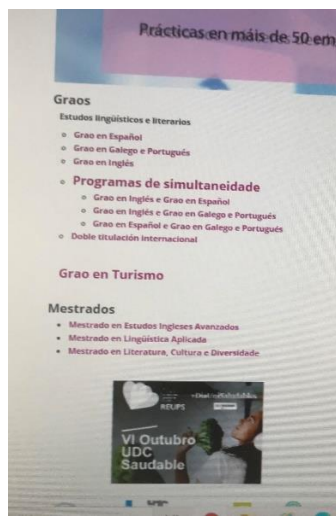 Prácticas en máis de 50 em
Graos
Estudos lingüísticos e literarios
Grao en Español
Grao en Galego e Portugués
Grao en Inglés
Programas de simultaneidade
Grao en Inglés e Grao en Español
Grao en Inglés e Grao en Galego e Portugués
Grao en Español e Grao en Galego e Portugués
Doble titulación internacional
Grao en Turismo
Mestrados
Mestrado en Estudos Ingleses Avanzados
Mestrado en Lingüística Aplicada
Mestrado en Literatura, Cultura e Diversidade
REUPS
VI Outubro
UDC
Saudable